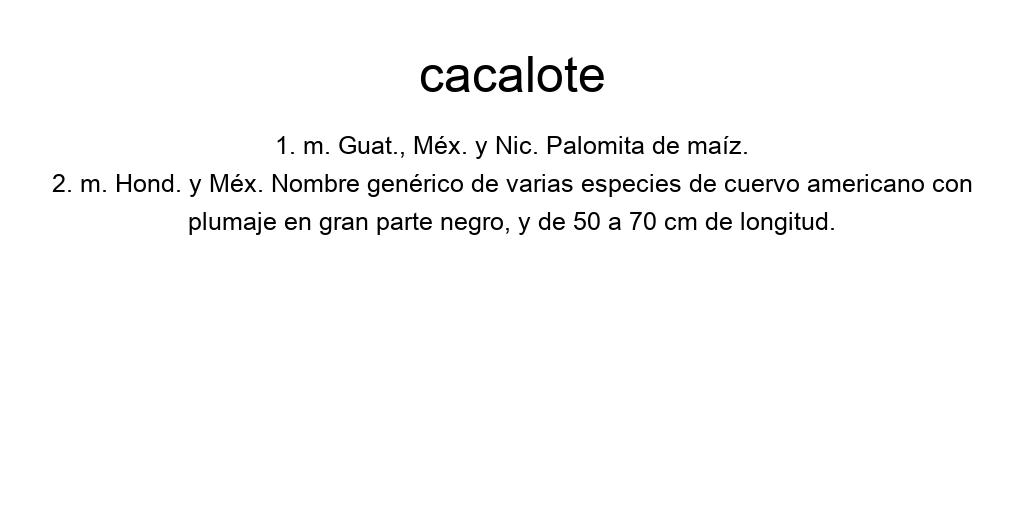 cacalote
1. m. Guat., Méx. y Nic. Palomita de maíz.
2. m. Hond. y Méx. Nombre genérico de varias especies de cuervo americano con
plumaje en gran parte negro, y de 50 a 70 cm de longitud.